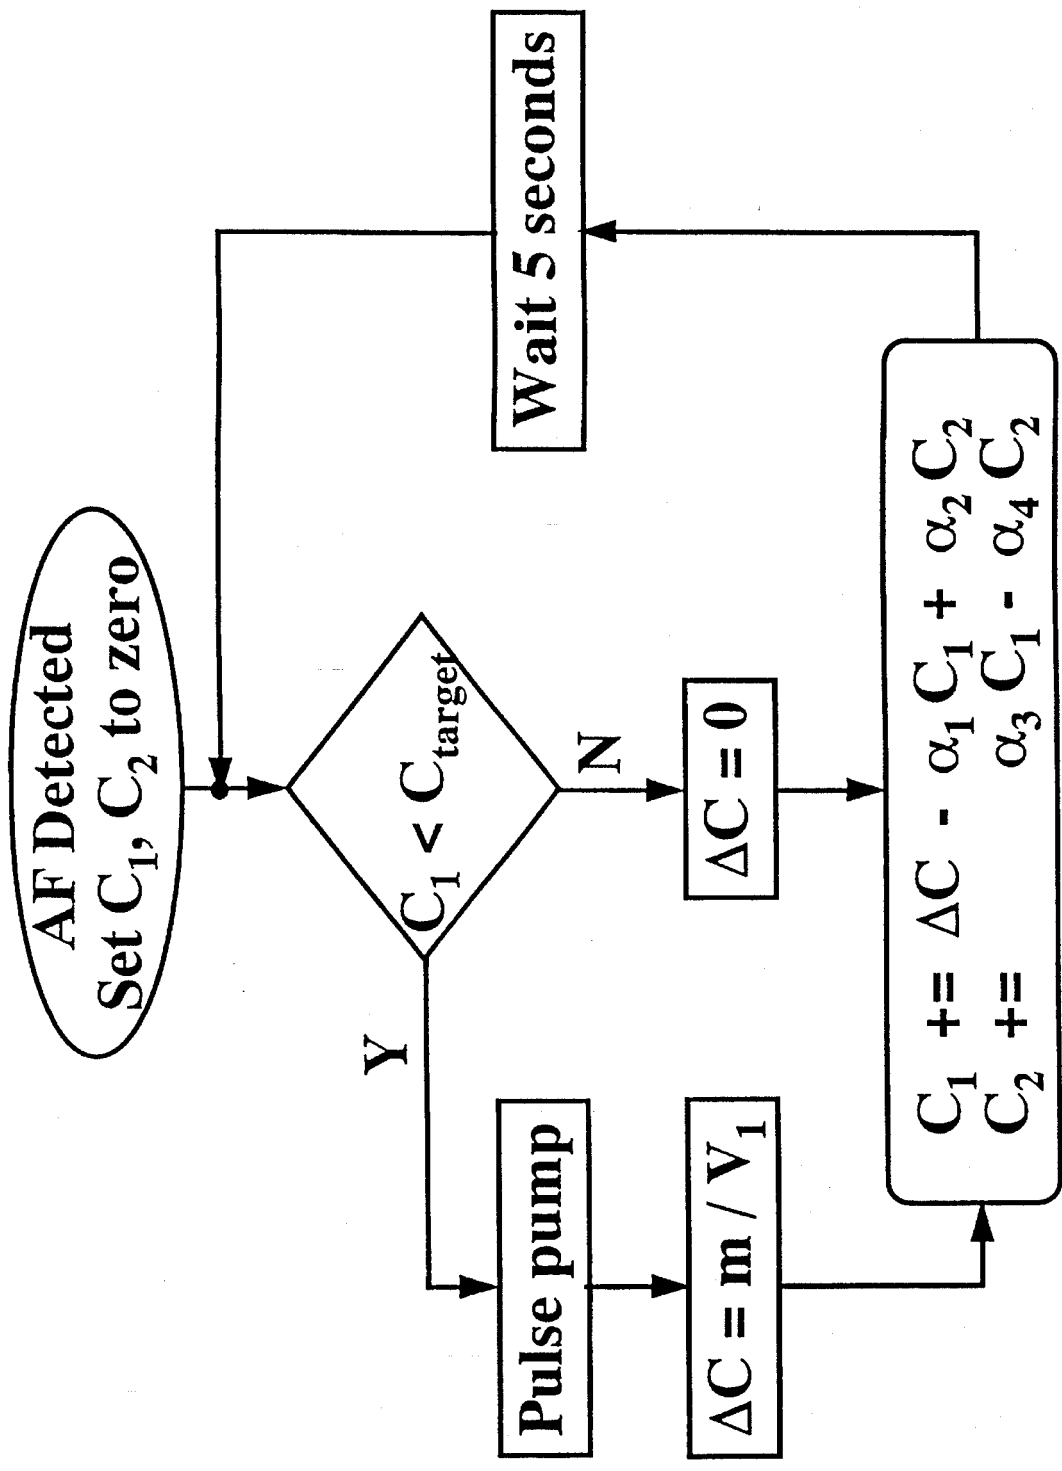 AF Detected
Set C₁, C₂ to zero
C₁ < C_target
Y
N
Pulse pump
ΔC = m / V₁
ΔC = 0
C₁ += ΔC - α₁ C₁ + α₂ C₂
C₂ += α₃ C₁ - α₄ C₂
Wait 5 seconds